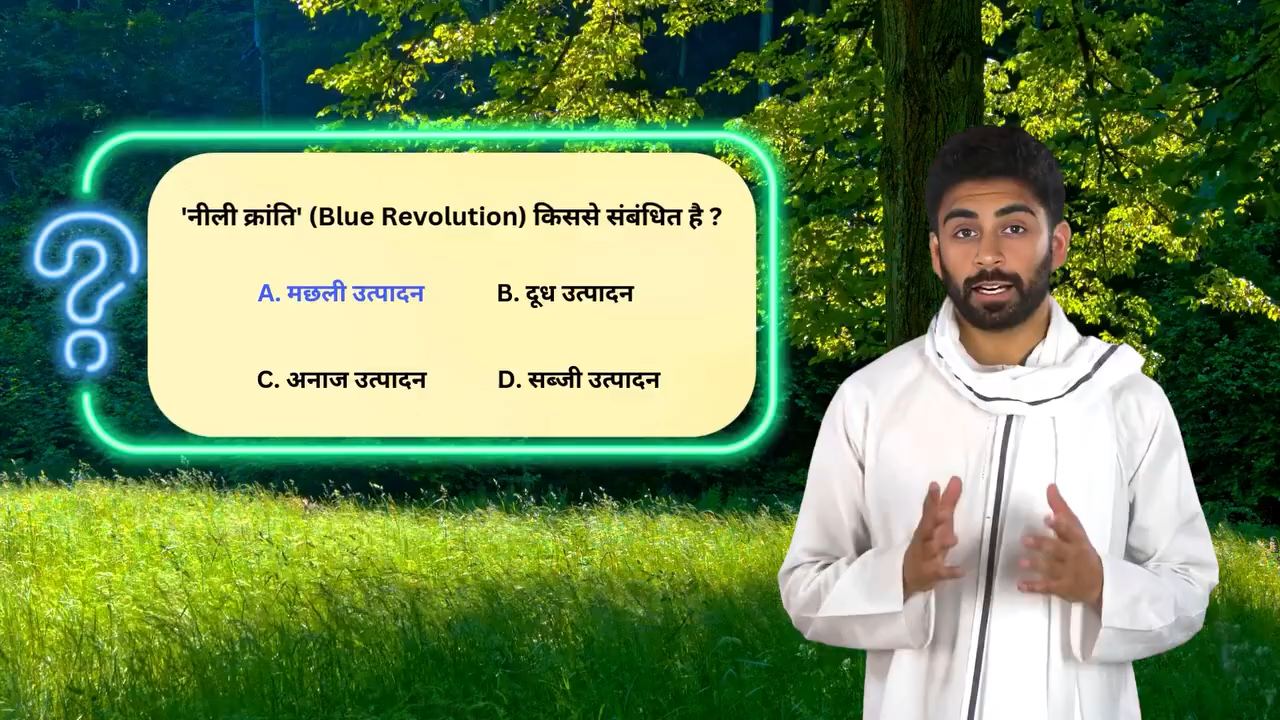 'नीली क्रांति' (Blue Revolution) किससे संबंधित है ?
A. मछली उत्पादन
B. दूध उत्पादन
C. अनाज उत्पादन
D. सब्जी उत्पादन